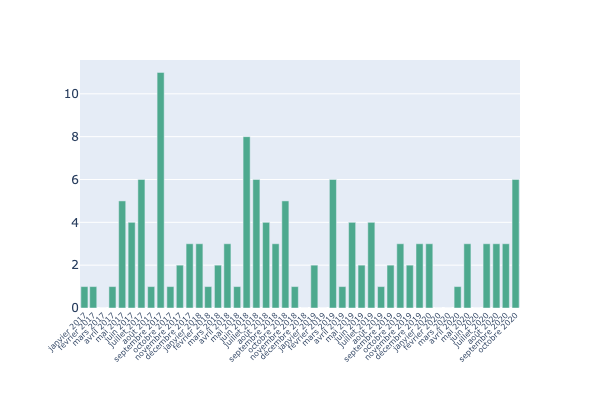 10
8
6
4
2
0
janvier 2017
février 2017
mars 2017
avril 2017
mai 2017
juin 2017
juillet 2017
août 2017
septembre 2017
octobre 2017
novembre 2017
décembre 2017
janvier 2018
février 2018
mars 2018
avril 2018
mai 2018
juin 2018
juillet 2018
août 2018
septembre 2018
octobre 2018
novembre 2018
décembre 2018
janvier 2019
février 2019
mars 2019
avril 2019
mai 2019
juin 2019
juillet 2019
août 2019
septembre 2019
octobre 2019
novembre 2019
décembre 2019
janvier 2020
février 2020
mars 2020
avril 2020
mai 2020
juin 2020
juillet 2020
août 2020
septembre 2020
octobre 2020